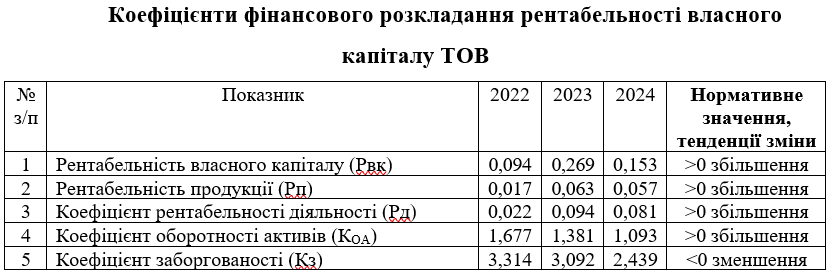 Коефіцієнти фінансового розкладання рентабельності власного
капіталу ТОВ
№ з/п Показник 2022 2023 2024 Нормативне значення, тенденції зміни
1 Рентабельність власного капіталу (Рвк) 0,094 0,269 0,153 >0 збільшення
2 Рентабельність продукції (Рп) 0,017 0,063 0,057 >0 збільшення
3 Коефіцієнт рентабельності діяльності (Рд) 0,022 0,094 0,081 >0 збільшення
4 Коефіцієнт оборотності активів (КОА) 1,677 1,381 1,093 >0 збільшення
5 Коефіцієнт заборгованості (Кз) 3,314 3,092 2,439 <0 зменшення